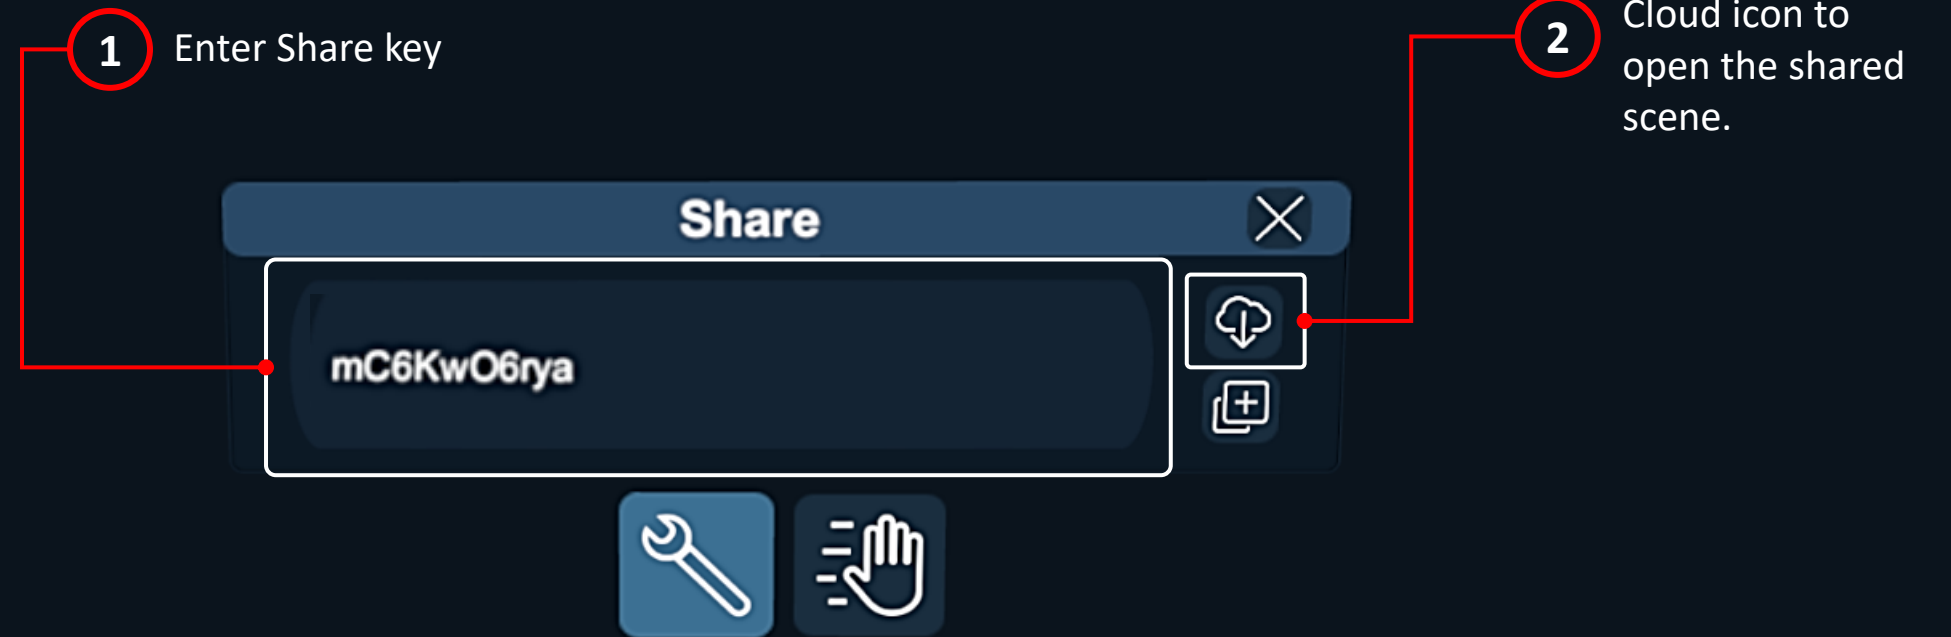 1
Enter Share key
2
Cloud icon to
open the shared
scene.
Share
mC6KwO6rya